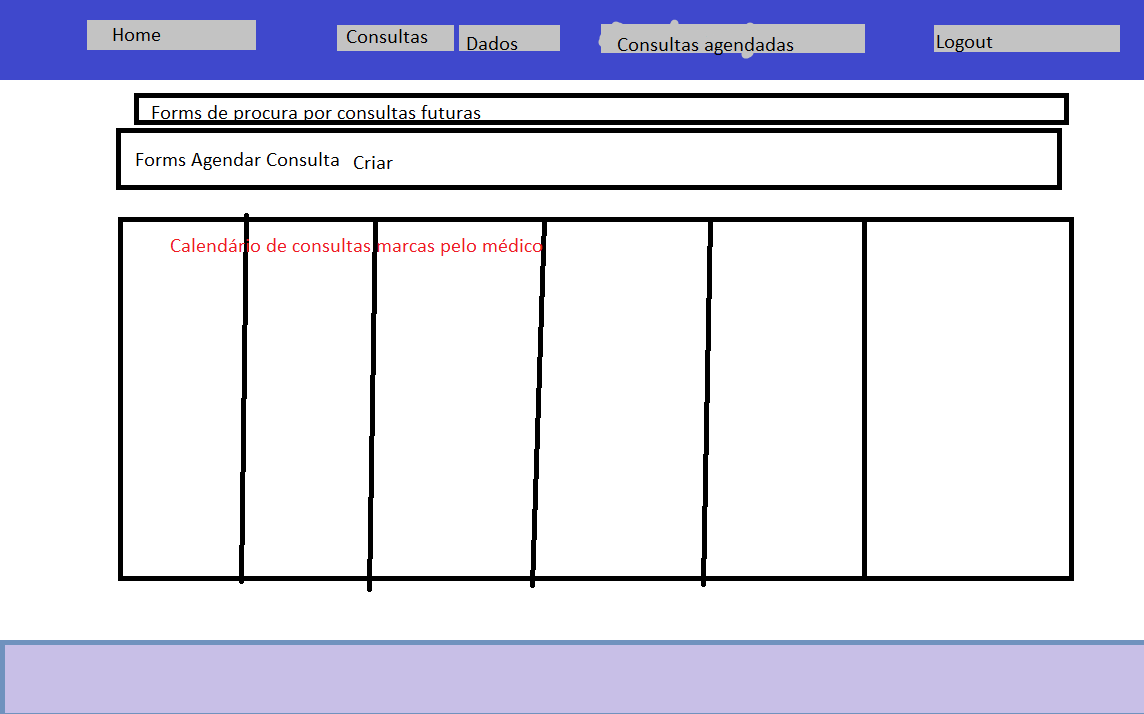 Home
Consultas
Dados
Consultas agendadas
Logout
Forms de procura por consultas futuras
Forms Agendar Consulta Criar
Calendário de consultas marcas pelo médico